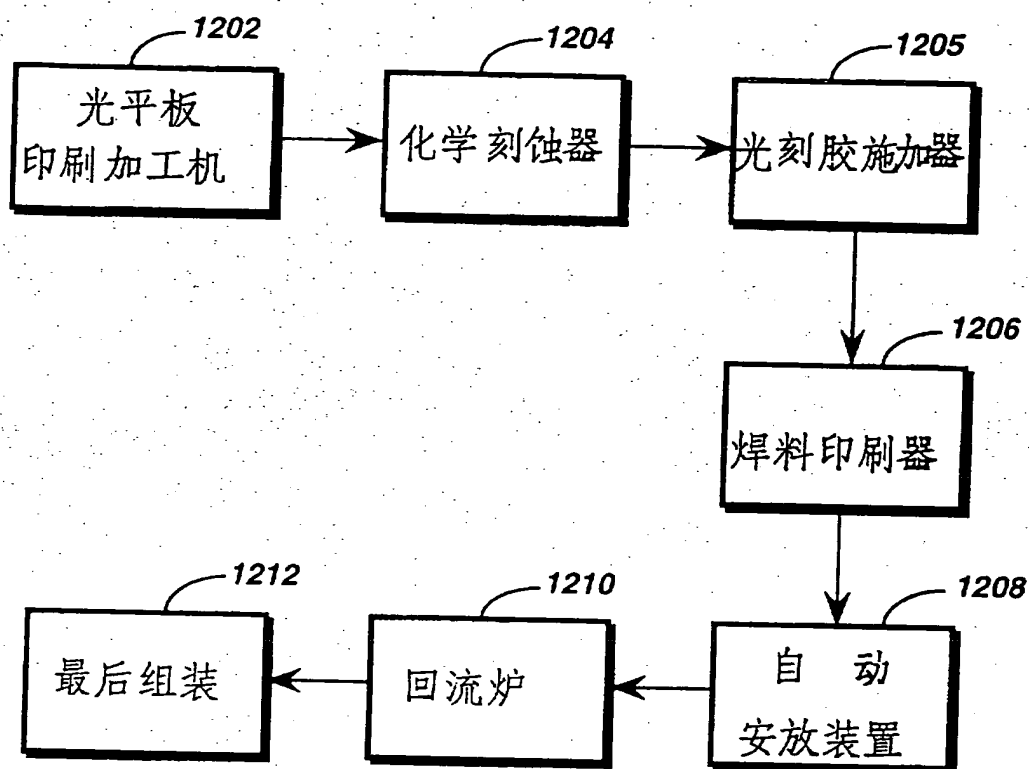 1202
光平板
印刷加工机
1204
化学刻蚀器
1205
光刻胶施加器
1206
焊料印刷器
1208
自 动
安放装置
1210
回流炉
1212
最后组装